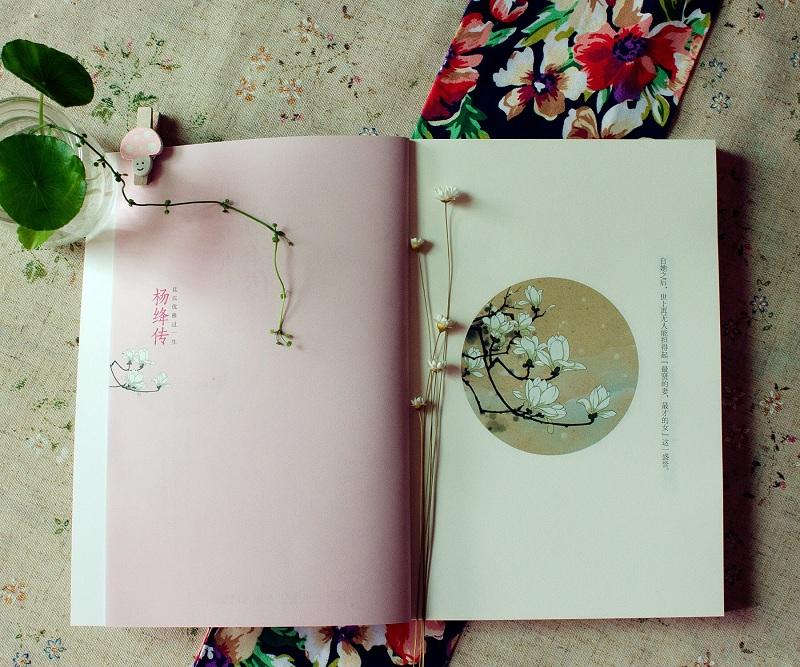 且以优雅过一生
杨绛传
自她之后，世上再无人能担得起“最贤的妻，最才的女”这一盛誉。